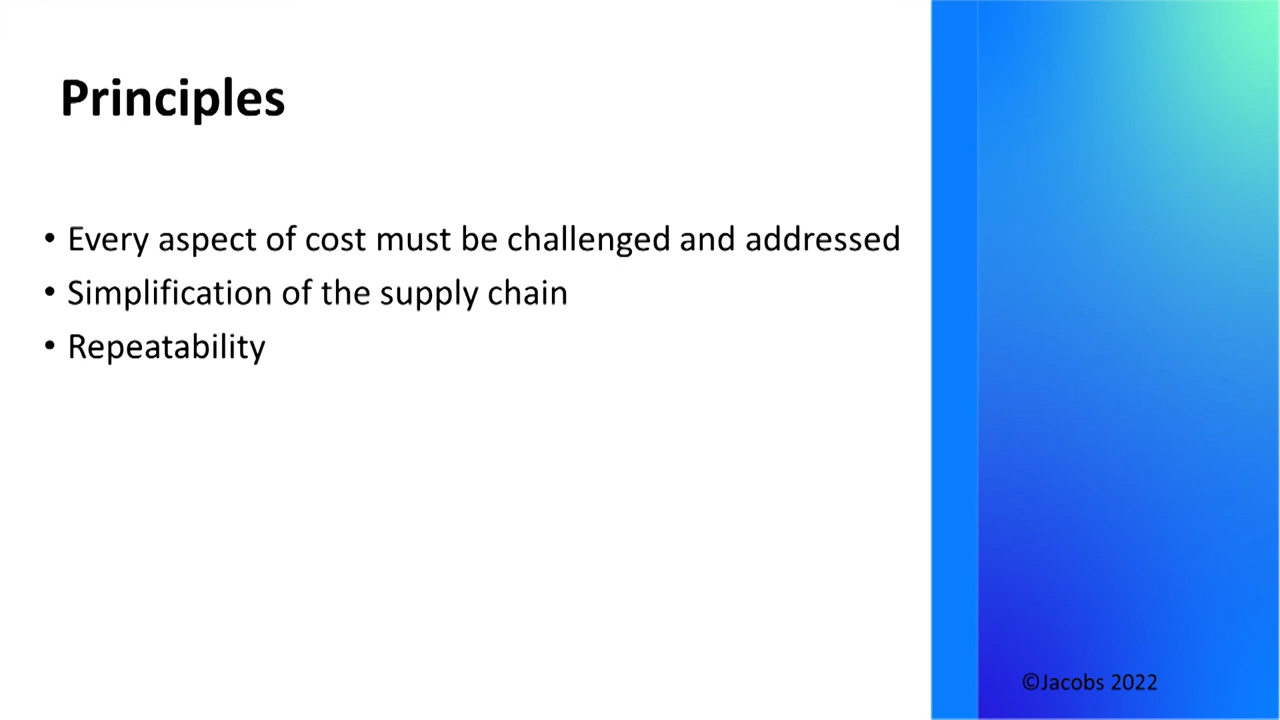 Principles
• Every aspect of cost must be challenged and addressed
• Simplification of the supply chain
• Repeatability
©Jacobs 2022